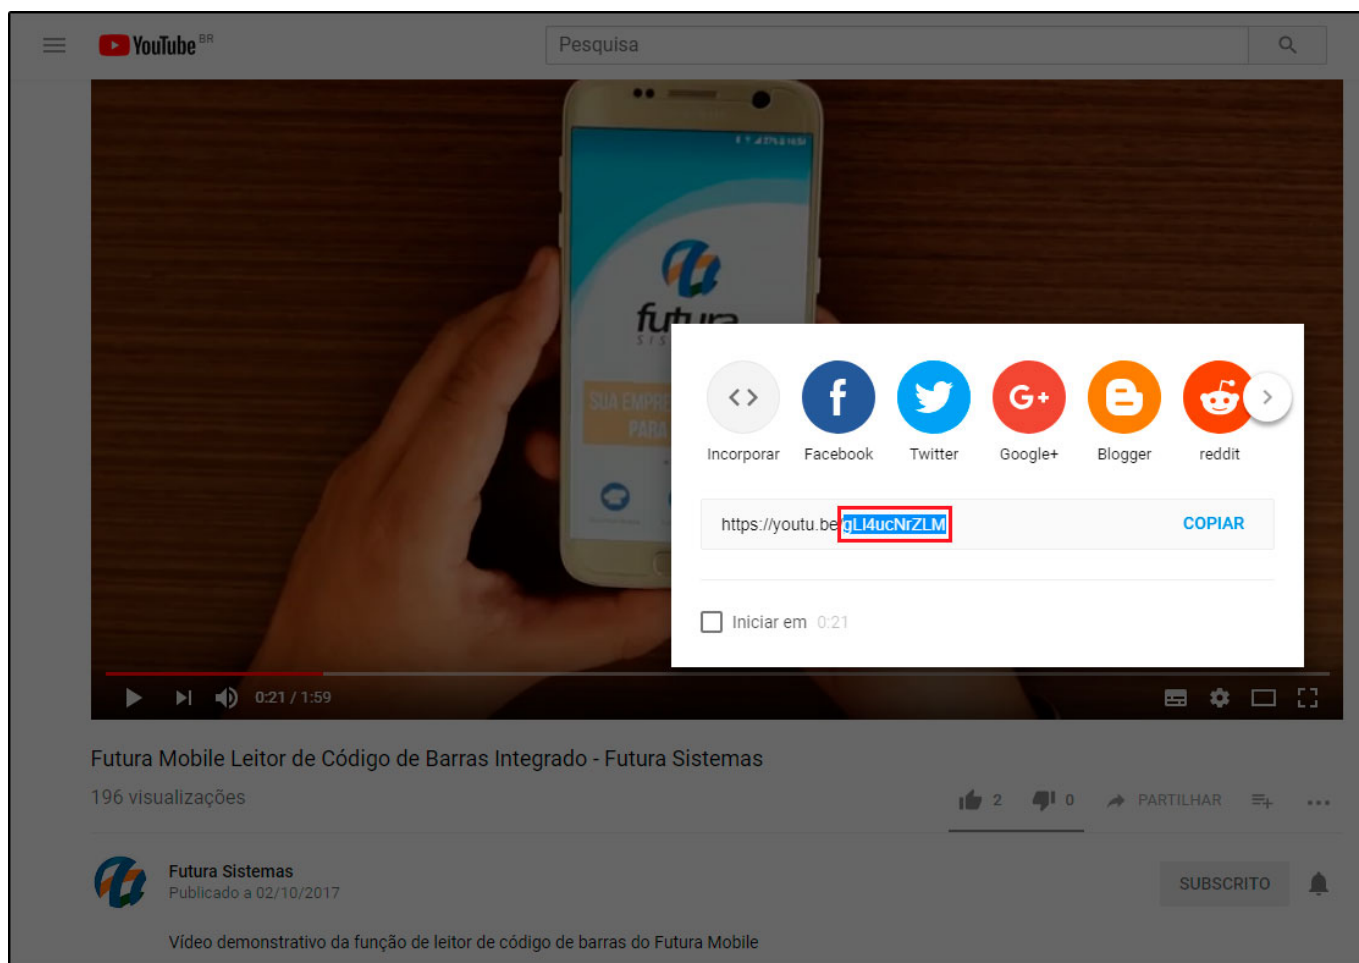 YouTube BR
Pesquisa
futura
SUA EMPRE
PARA
Incorporar Facebook Twitter Google+ Blogger reddit
https://youtu.be/gLI4ucNrZLM COPIAR
Iniciar em 0:21
0:21 / 1:59
Futura Mobile Leitor de Código de Barras Integrado - Futura Sistemas
196 visualizações
2 0 PARTILHAR
Futura Sistemas
Publicado a 02/10/2017
SUBSCRITO
Vídeo demonstrativo da função de leitor de código de barras do Futura Mobile